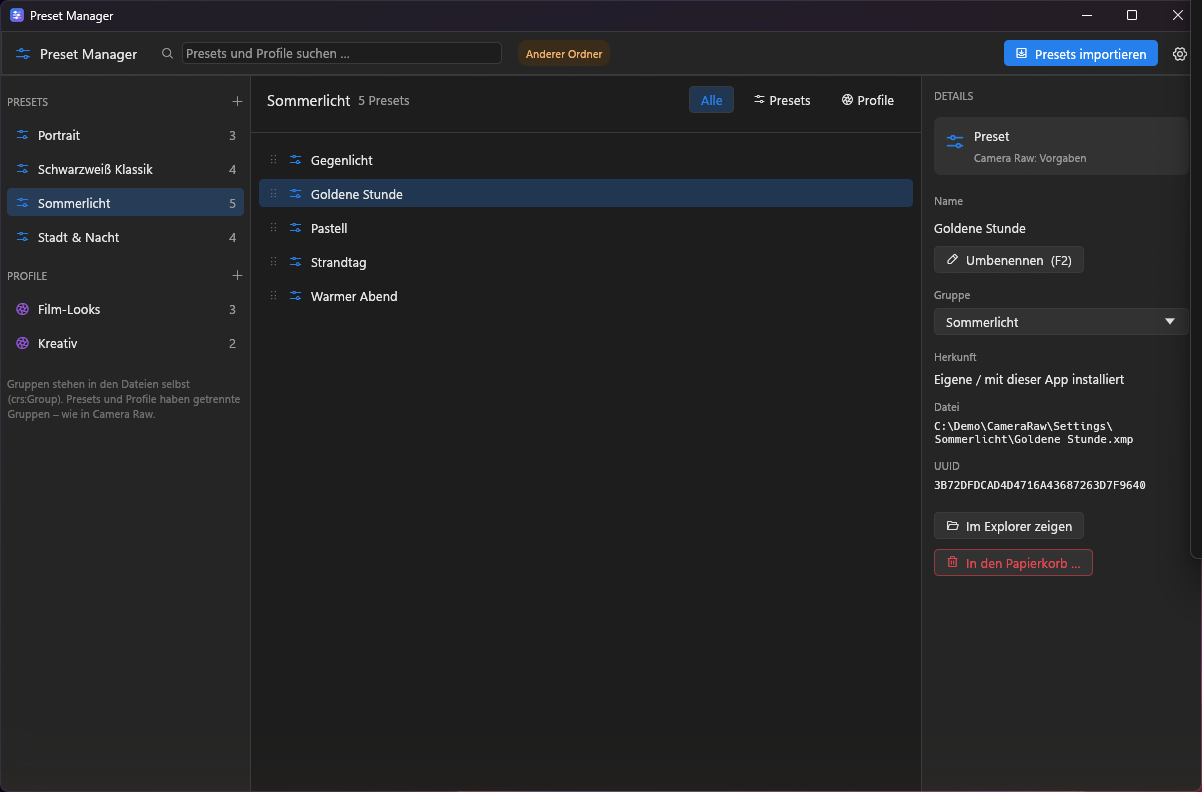 Preset Manager
Preset Manager
Presets und Profile suchen ...
Anderer Ordner
Presets importieren
PRESETS
Portrait 3
Schwarzweiß Klassik 4
Sommerlicht 5
Stadt & Nacht 4
PROFILE
Film-Looks 3
Kreativ 2
Gruppen stehen in den Dateien selbst
(crs:Group). Presets und Profile haben getrennte
Gruppen – wie in Camera Raw.
Sommerlicht 5 Presets
Alle
Presets
Profile
Gegenlicht
Goldene Stunde
Pastell
Strandtag
Warmer Abend
DETAILS
Preset
Camera Raw: Vorgaben
Name
Goldene Stunde
Umbenennen (F2)
Gruppe
Sommerlicht
Herkunft
Eigene / mit dieser App installiert
Datei
C:\Demo\CameraRaw\Settings\
Sommerlicht\Goldene Stunde.xmp
UUID
3B72DFDCAD4D4716A43687263D7F9640
Im Explorer zeigen
In den Papierkorb ...